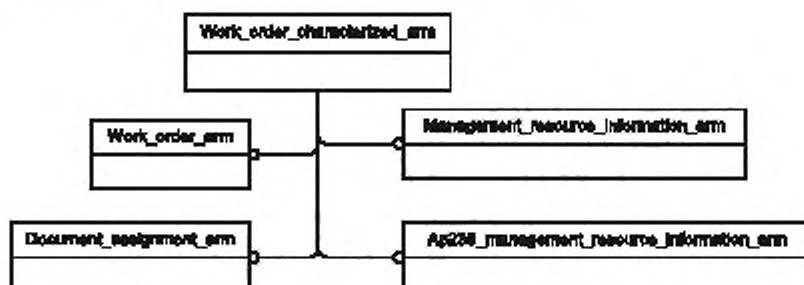 Work_order_characterized_arm
Work_order_arm
Management_resource_information_arm
Document_assignment_arm
Ap239_management_resource_information_arm